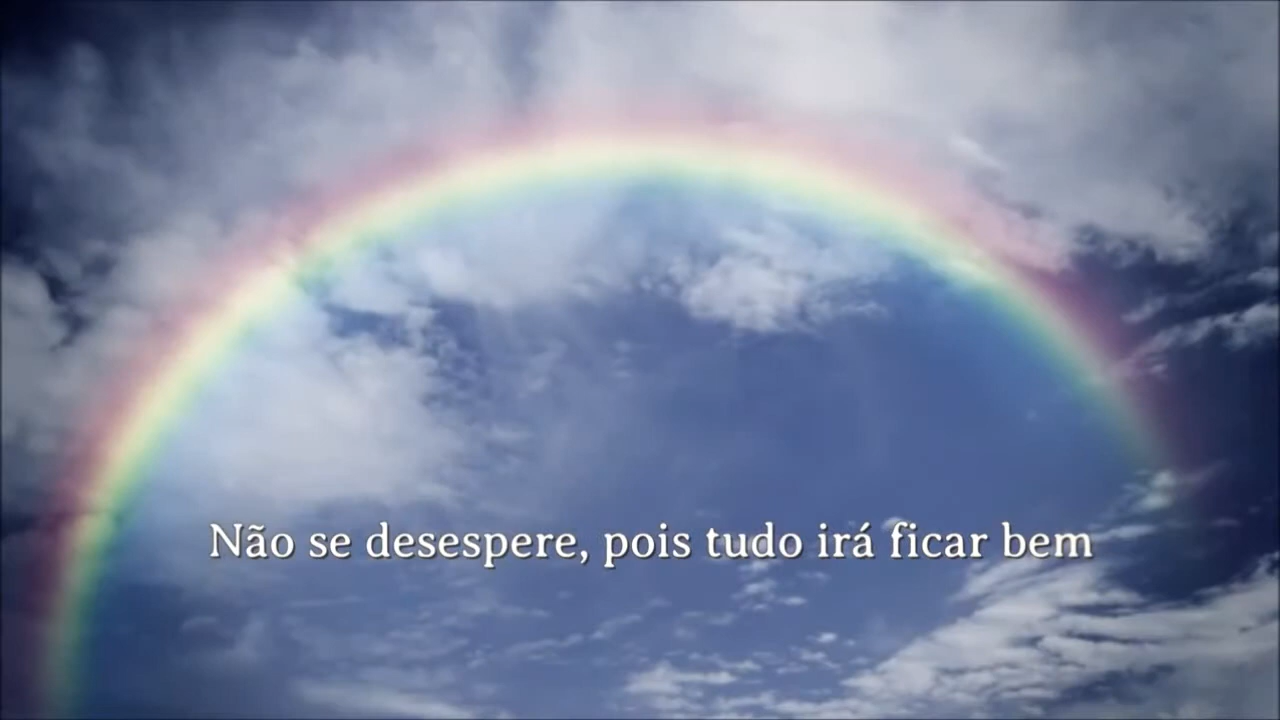 Não se desespere, pois tudo irá ficar bem